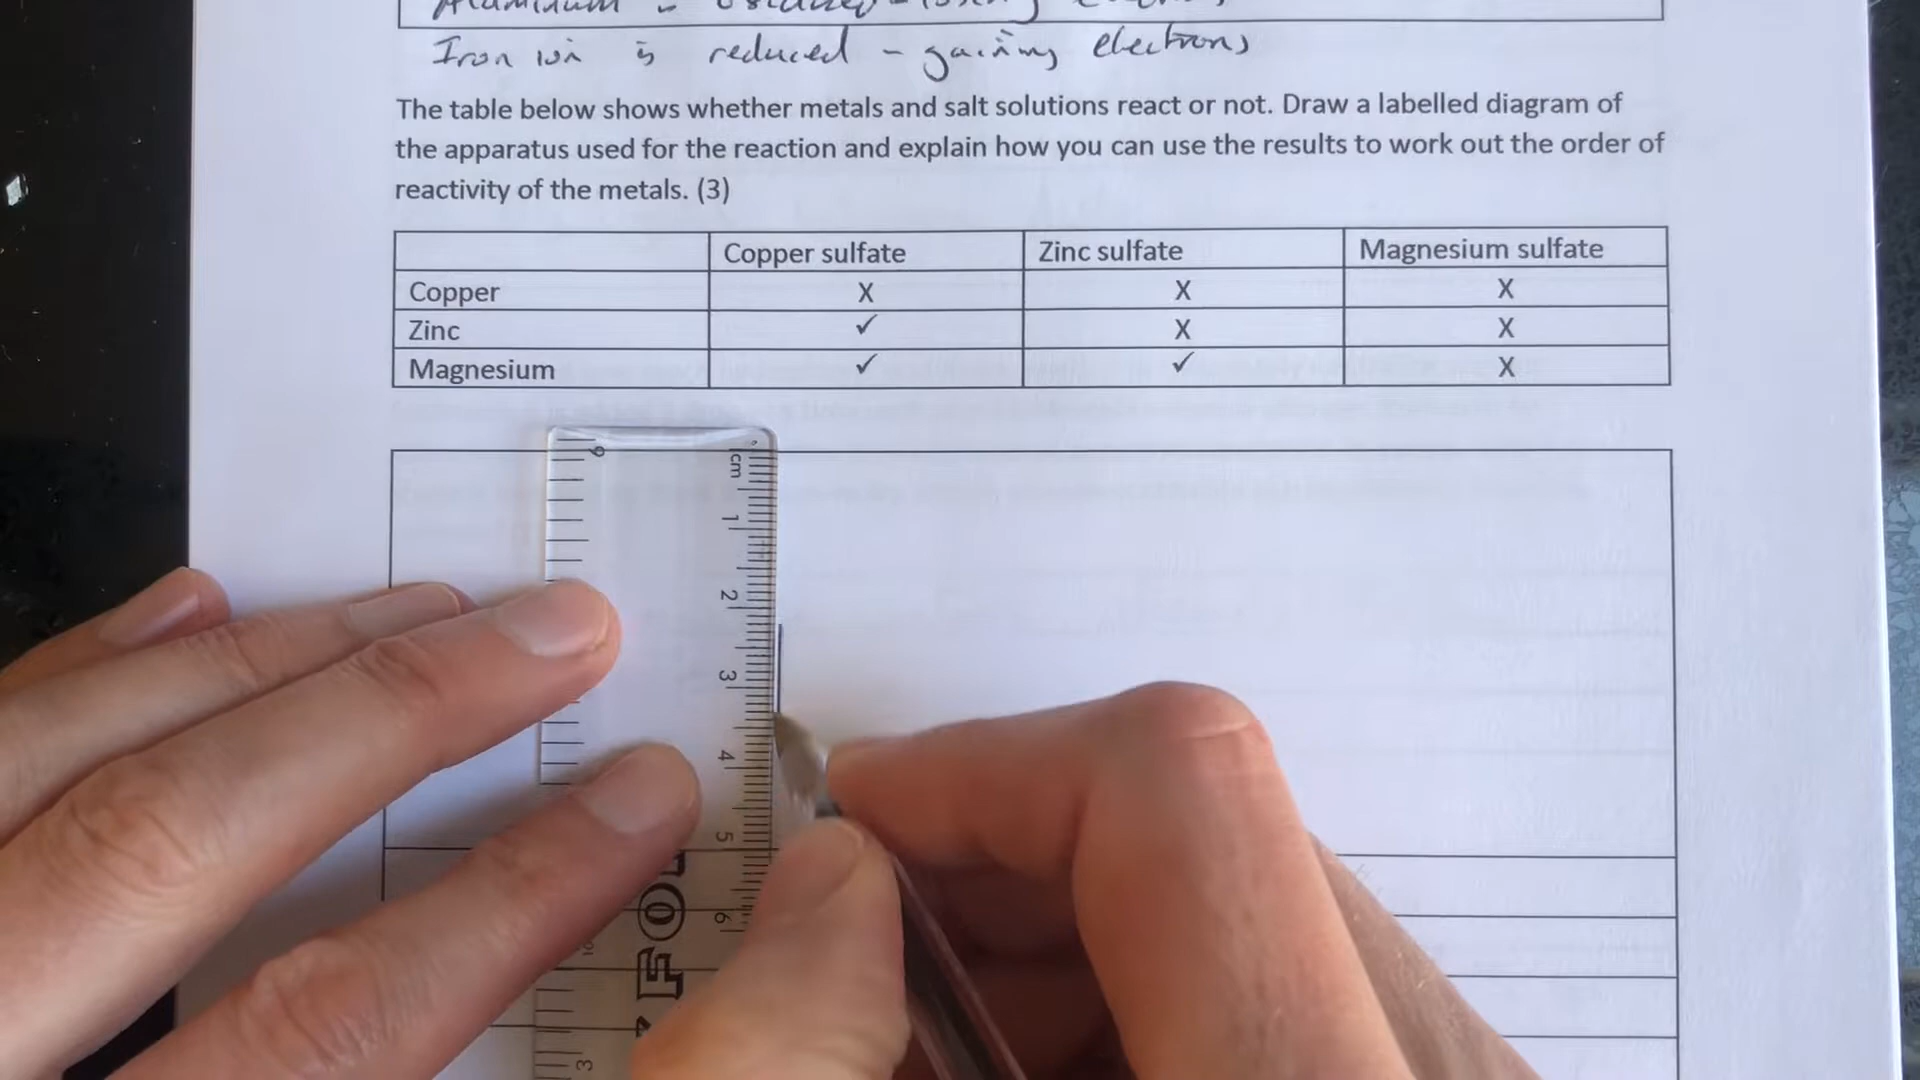 Iron ion is reduced - gaining electrons
The table below shows whether metals and salt solutions react or not. Draw a labelled diagram of
the apparatus used for the reaction and explain how you can use the results to work out the order of
reactivity of the metals. (3)
Copper sulfate Zinc sulfate Magnesium sulfate
Copper X X X
Zinc ✓ X X
Magnesium ✓ ✓ X
cm
1
2
3
4
5
6
9
10
3